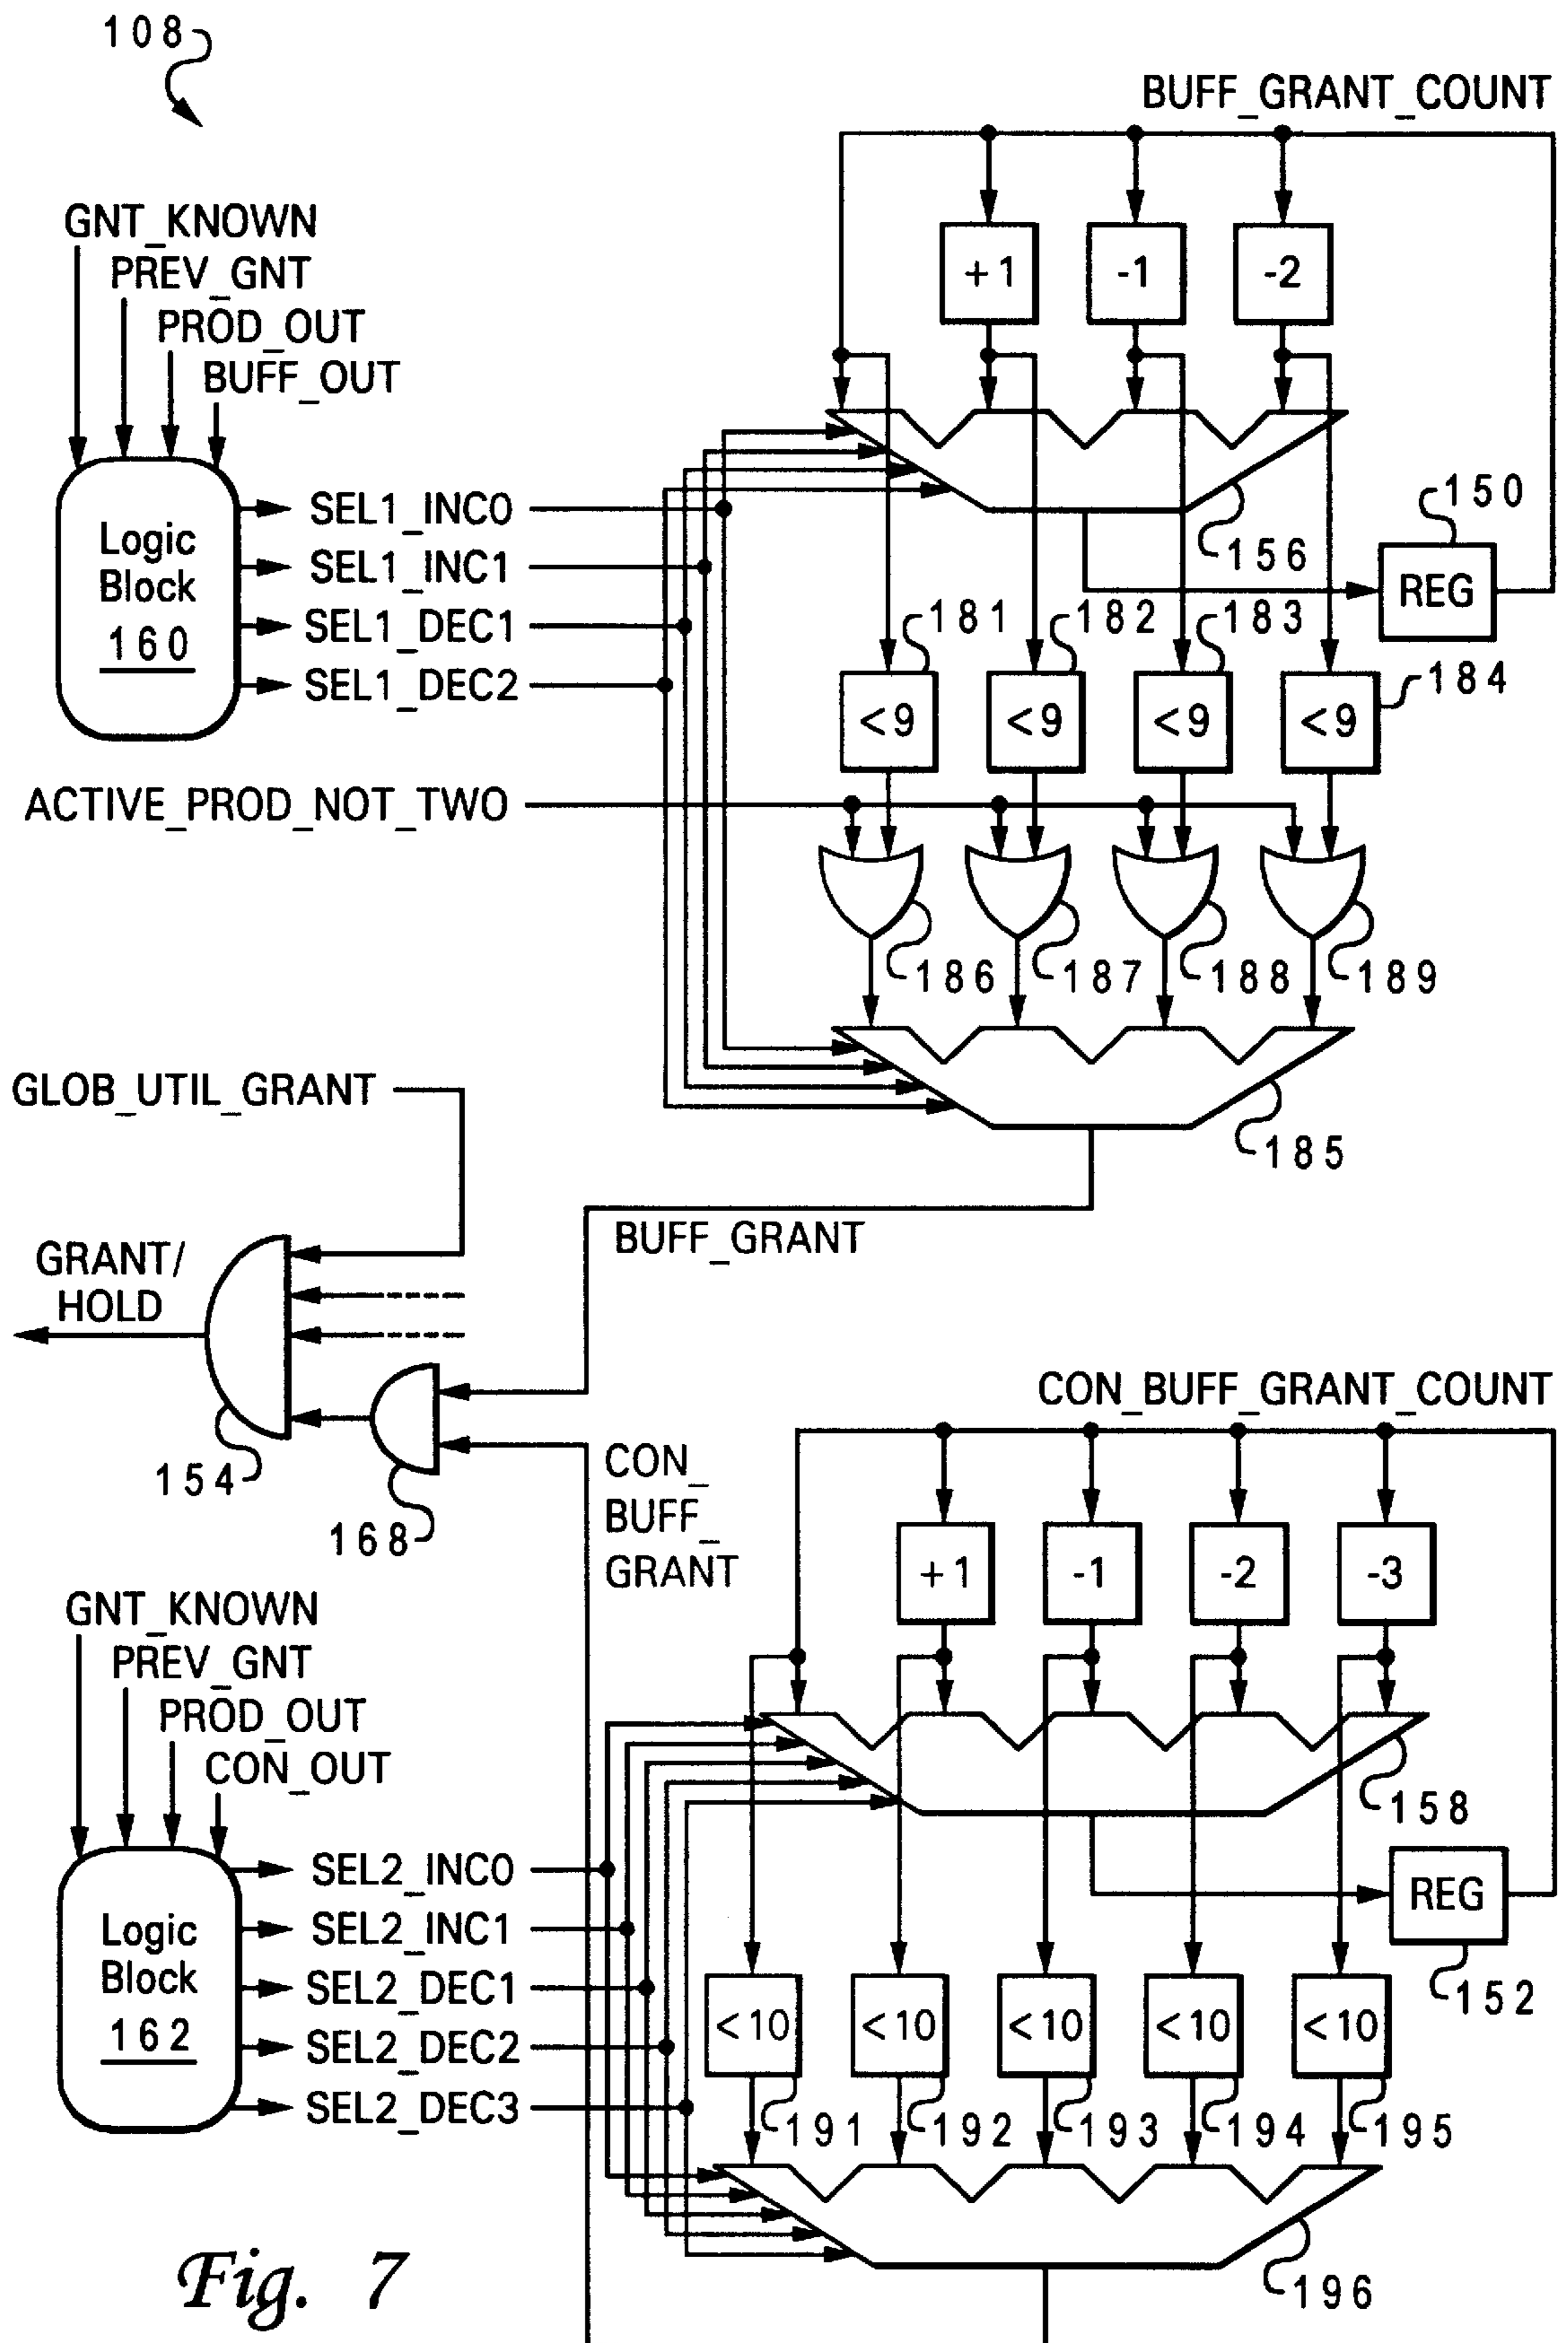 108
BUFF_GRANT_COUNT
GNT_KNOWN
PREV_GNT
PROD_OUT
BUFF_OUT
+1
-1
-2
Logic
Block
160
SEL1_INC0
SEL1_INC1
SEL1_DEC1
SEL1_DEC2
156
150
REG
181
182
183
184
<9
<9
<9
<9
ACTIVE_PROD_NOT_TWO
186
187
188
189
185
GLOB_UTIL_GRANT
BUFF_GRANT
GRANT/
HOLD
154
168
CON_
BUFF_
GRANT
CON_BUFF_GRANT_COUNT
+1
-1
-2
-3
GNT_KNOWN
PREV_GNT
PROD_OUT
CON_OUT
158
Logic
Block
162
SEL2_INC0
SEL2_INC1
SEL2_DEC1
SEL2_DEC2
SEL2_DEC3
REG
152
<10
<10
<10
<10
<10
191
192
193
194
195
196
Fig. 7